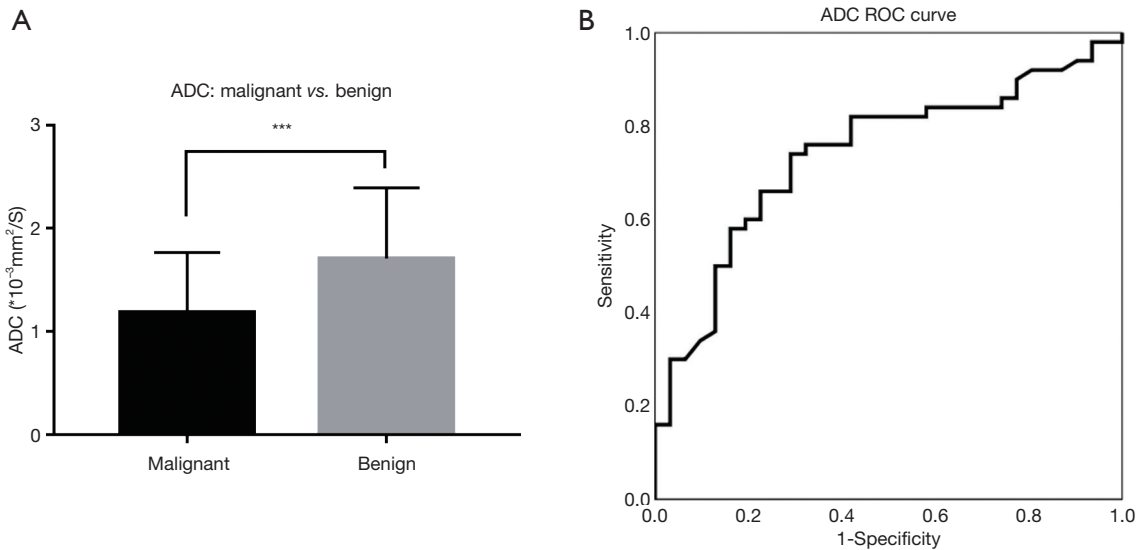 A
ADC: malignant vs. benign
***
3
2
1
0
ADC (*10⁻³mm²/S)
Malignant
Benign
B
ADC ROC curve
1.0
0.8
0.6
0.4
0.2
0.0
Sensitivity
0.0 0.2 0.4 0.6 0.8 1.0
1-Specificity